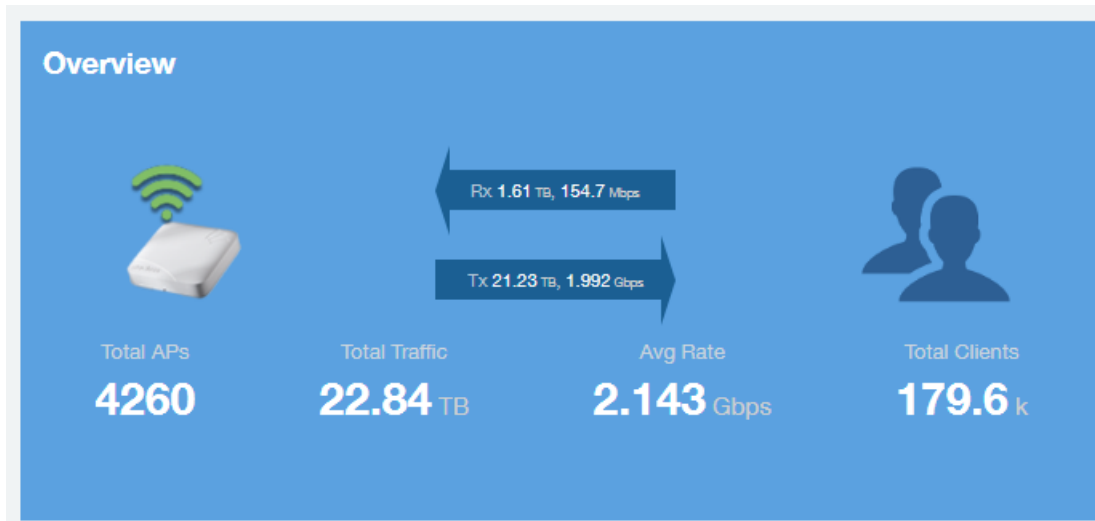 Overview
Rx 1.61 TB, 154.7 Mbps
Tx 21.23 TB, 1.992 Gbps
Total APs
4260
Total Traffic
22.84 TB
Avg Rate
2.143 Gbps
Total Clients
179.6 k